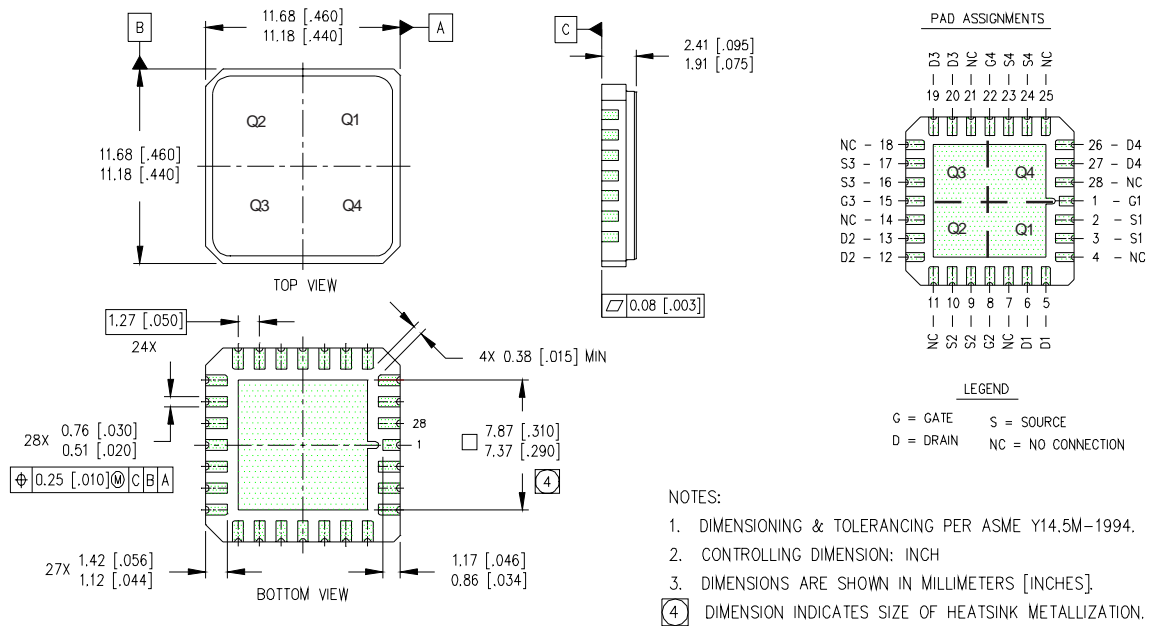 11.68 [.460]
11.18 [.440]
B
A
11.68 [.460]
11.18 [.440]
Q2
Q1
Q3
Q4
TOP VIEW
C
2.41 [.095]
1.91 [.075]
0.08 [.003]
PAD ASSIGNMENTS
D3 D3 NC G4 S4 S4 NC
19 20 21 22 23 24 25
NC - 18
S3 - 17
S3 - 16
G3 - 15
NC - 14
D2 - 13
D2 - 12
Q3
Q4
Q2
Q1
26 - D4
27 - D4
28 - NC
1 - G1
2 - S1
3 - S1
4 - NC
11 10 9 8 7 6 5
NC S2 S2 G2 NC D1 D1
1.27 [.050]
24X
4X 0.38 [.015] MIN
28X 0.76 [.030]
0.51 [.020]
⌖ 0.25 [.010]Ⓜ C B A
28
1
□ 7.87 [.310]
7.37 [.290]
4
27X 1.42 [.056]
1.12 [.044]
1.17 [.046]
0.86 [.034]
BOTTOM VIEW
LEGEND
G = GATE S = SOURCE
D = DRAIN NC = NO CONNECTION
NOTES:
1. DIMENSIONING & TOLERANCING PER ASME Y14.5M-1994.
2. CONTROLLING DIMENSION: INCH
3. DIMENSIONS ARE SHOWN IN MILLIMETERS [INCHES].
4 DIMENSION INDICATES SIZE OF HEATSINK METALLIZATION.